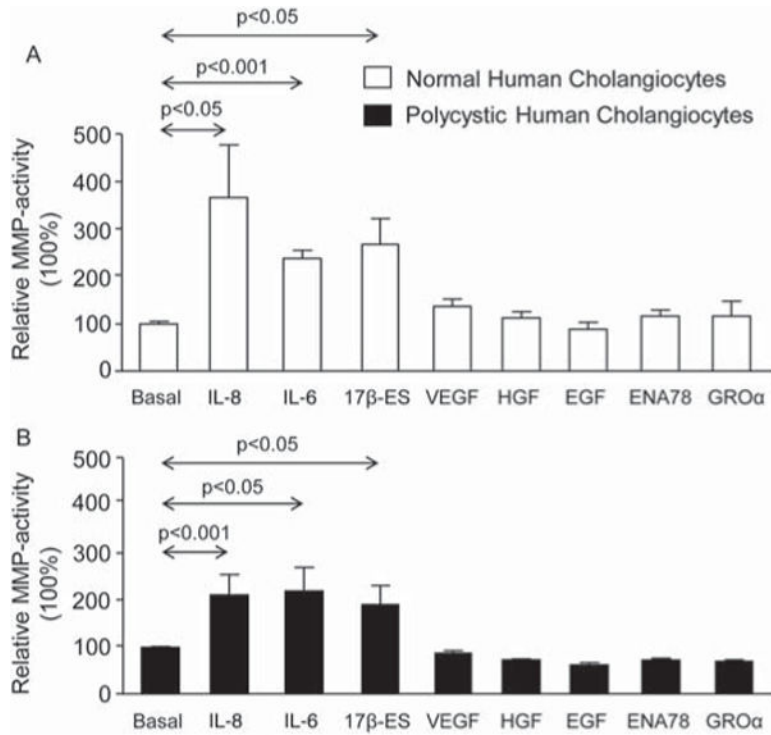 p<0.05
A
p<0.001
Normal Human Cholangiocytes
p<0.05
Polycystic Human Cholangiocytes
Relative MMP-activity
(100%)
500
400
300
200
100
0
Basal IL-8 IL-6 17β-ES VEGF HGF EGF ENA78 GROα
B
p<0.05
p<0.05
p<0.001
Relative MMP-activity
(100%)
500
400
300
200
100
0
Basal IL-8 IL-6 17β-ES VEGF HGF EGF ENA78 GROα